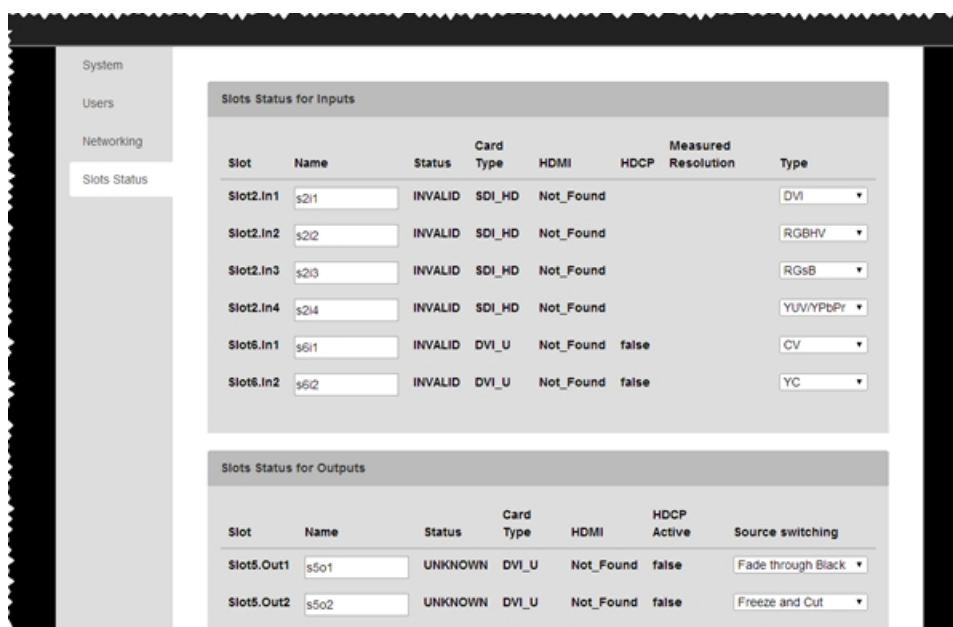 System
Users
Networking
Slots Status
Slots Status for Inputs
Slot Name Status Card Type HDMI HDCP Measured Resolution Type
Slot2.In1 s2i1 INVALID SDI_HD Not_Found DVI
Slot2.In2 s2i2 INVALID SDI_HD Not_Found RGBHV
Slot2.In3 s2i3 INVALID SDI_HD Not_Found RGsB
Slot2.In4 s2i4 INVALID SDI_HD Not_Found YUV/YPbPr
Slot6.In1 s6i1 INVALID DVI_U Not_Found false CV
Slot6.In2 s6i2 INVALID DVI_U Not_Found false YC
Slots Status for Outputs
Slot Name Status Card Type HDMI HDCP Active Source switching
Slot5.Out1 s5o1 UNKNOWN DVI_U Not_Found false Fade through Black
Slot5.Out2 s5o2 UNKNOWN DVI_U Not_Found false Freeze and Cut